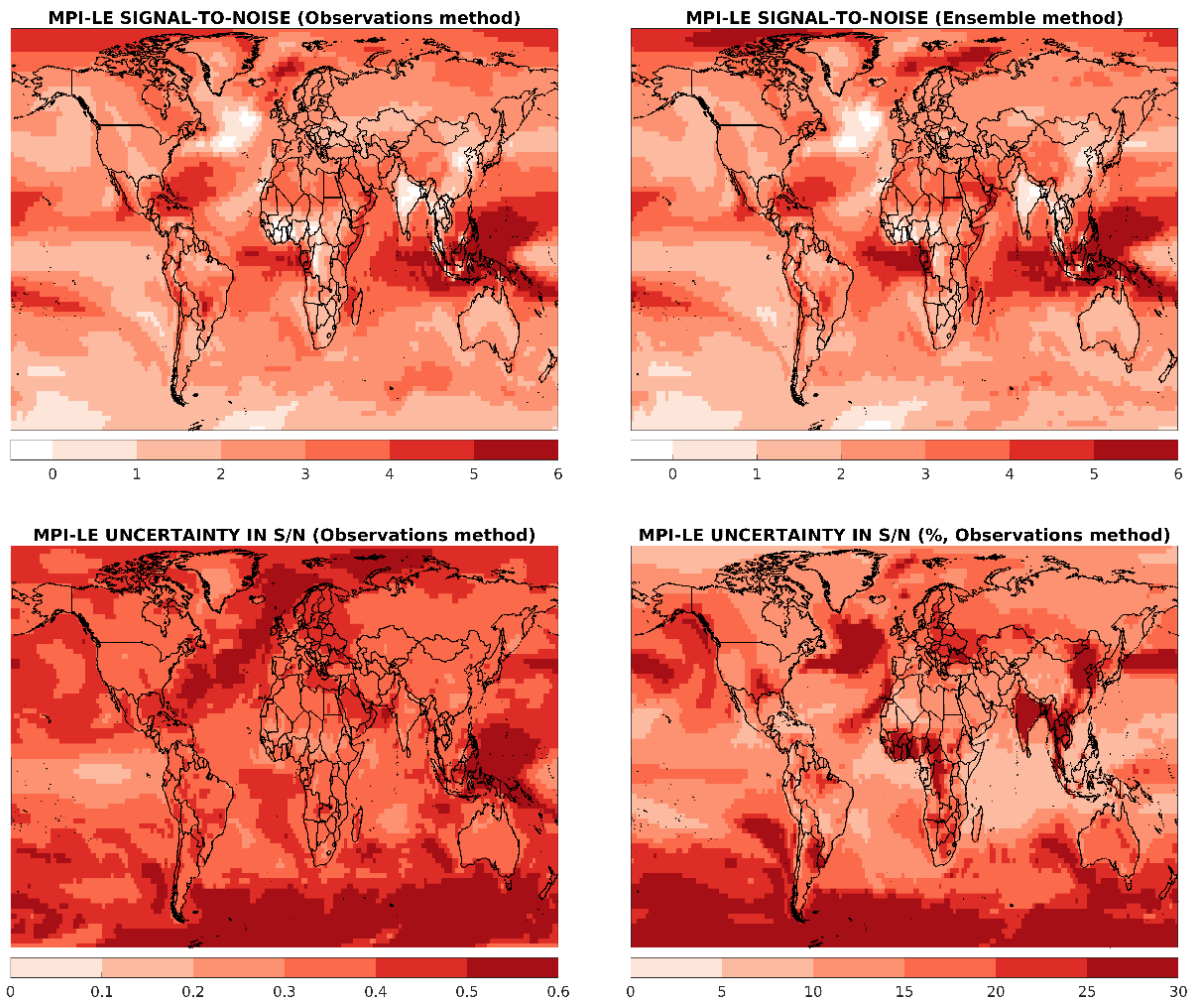 MPI-LE SIGNAL-TO-NOISE (Observations method)
MPI-LE SIGNAL-TO-NOISE (Ensemble method)
0 1 2 3 4 5 6
0 1 2 3 4 5 6
MPI-LE UNCERTAINTY IN S/N (Observations method)
MPI-LE UNCERTAINTY IN S/N (%, Observations method)
0 0.1 0.2 0.3 0.4 0.5 0.6
0 5 10 15 20 25 30